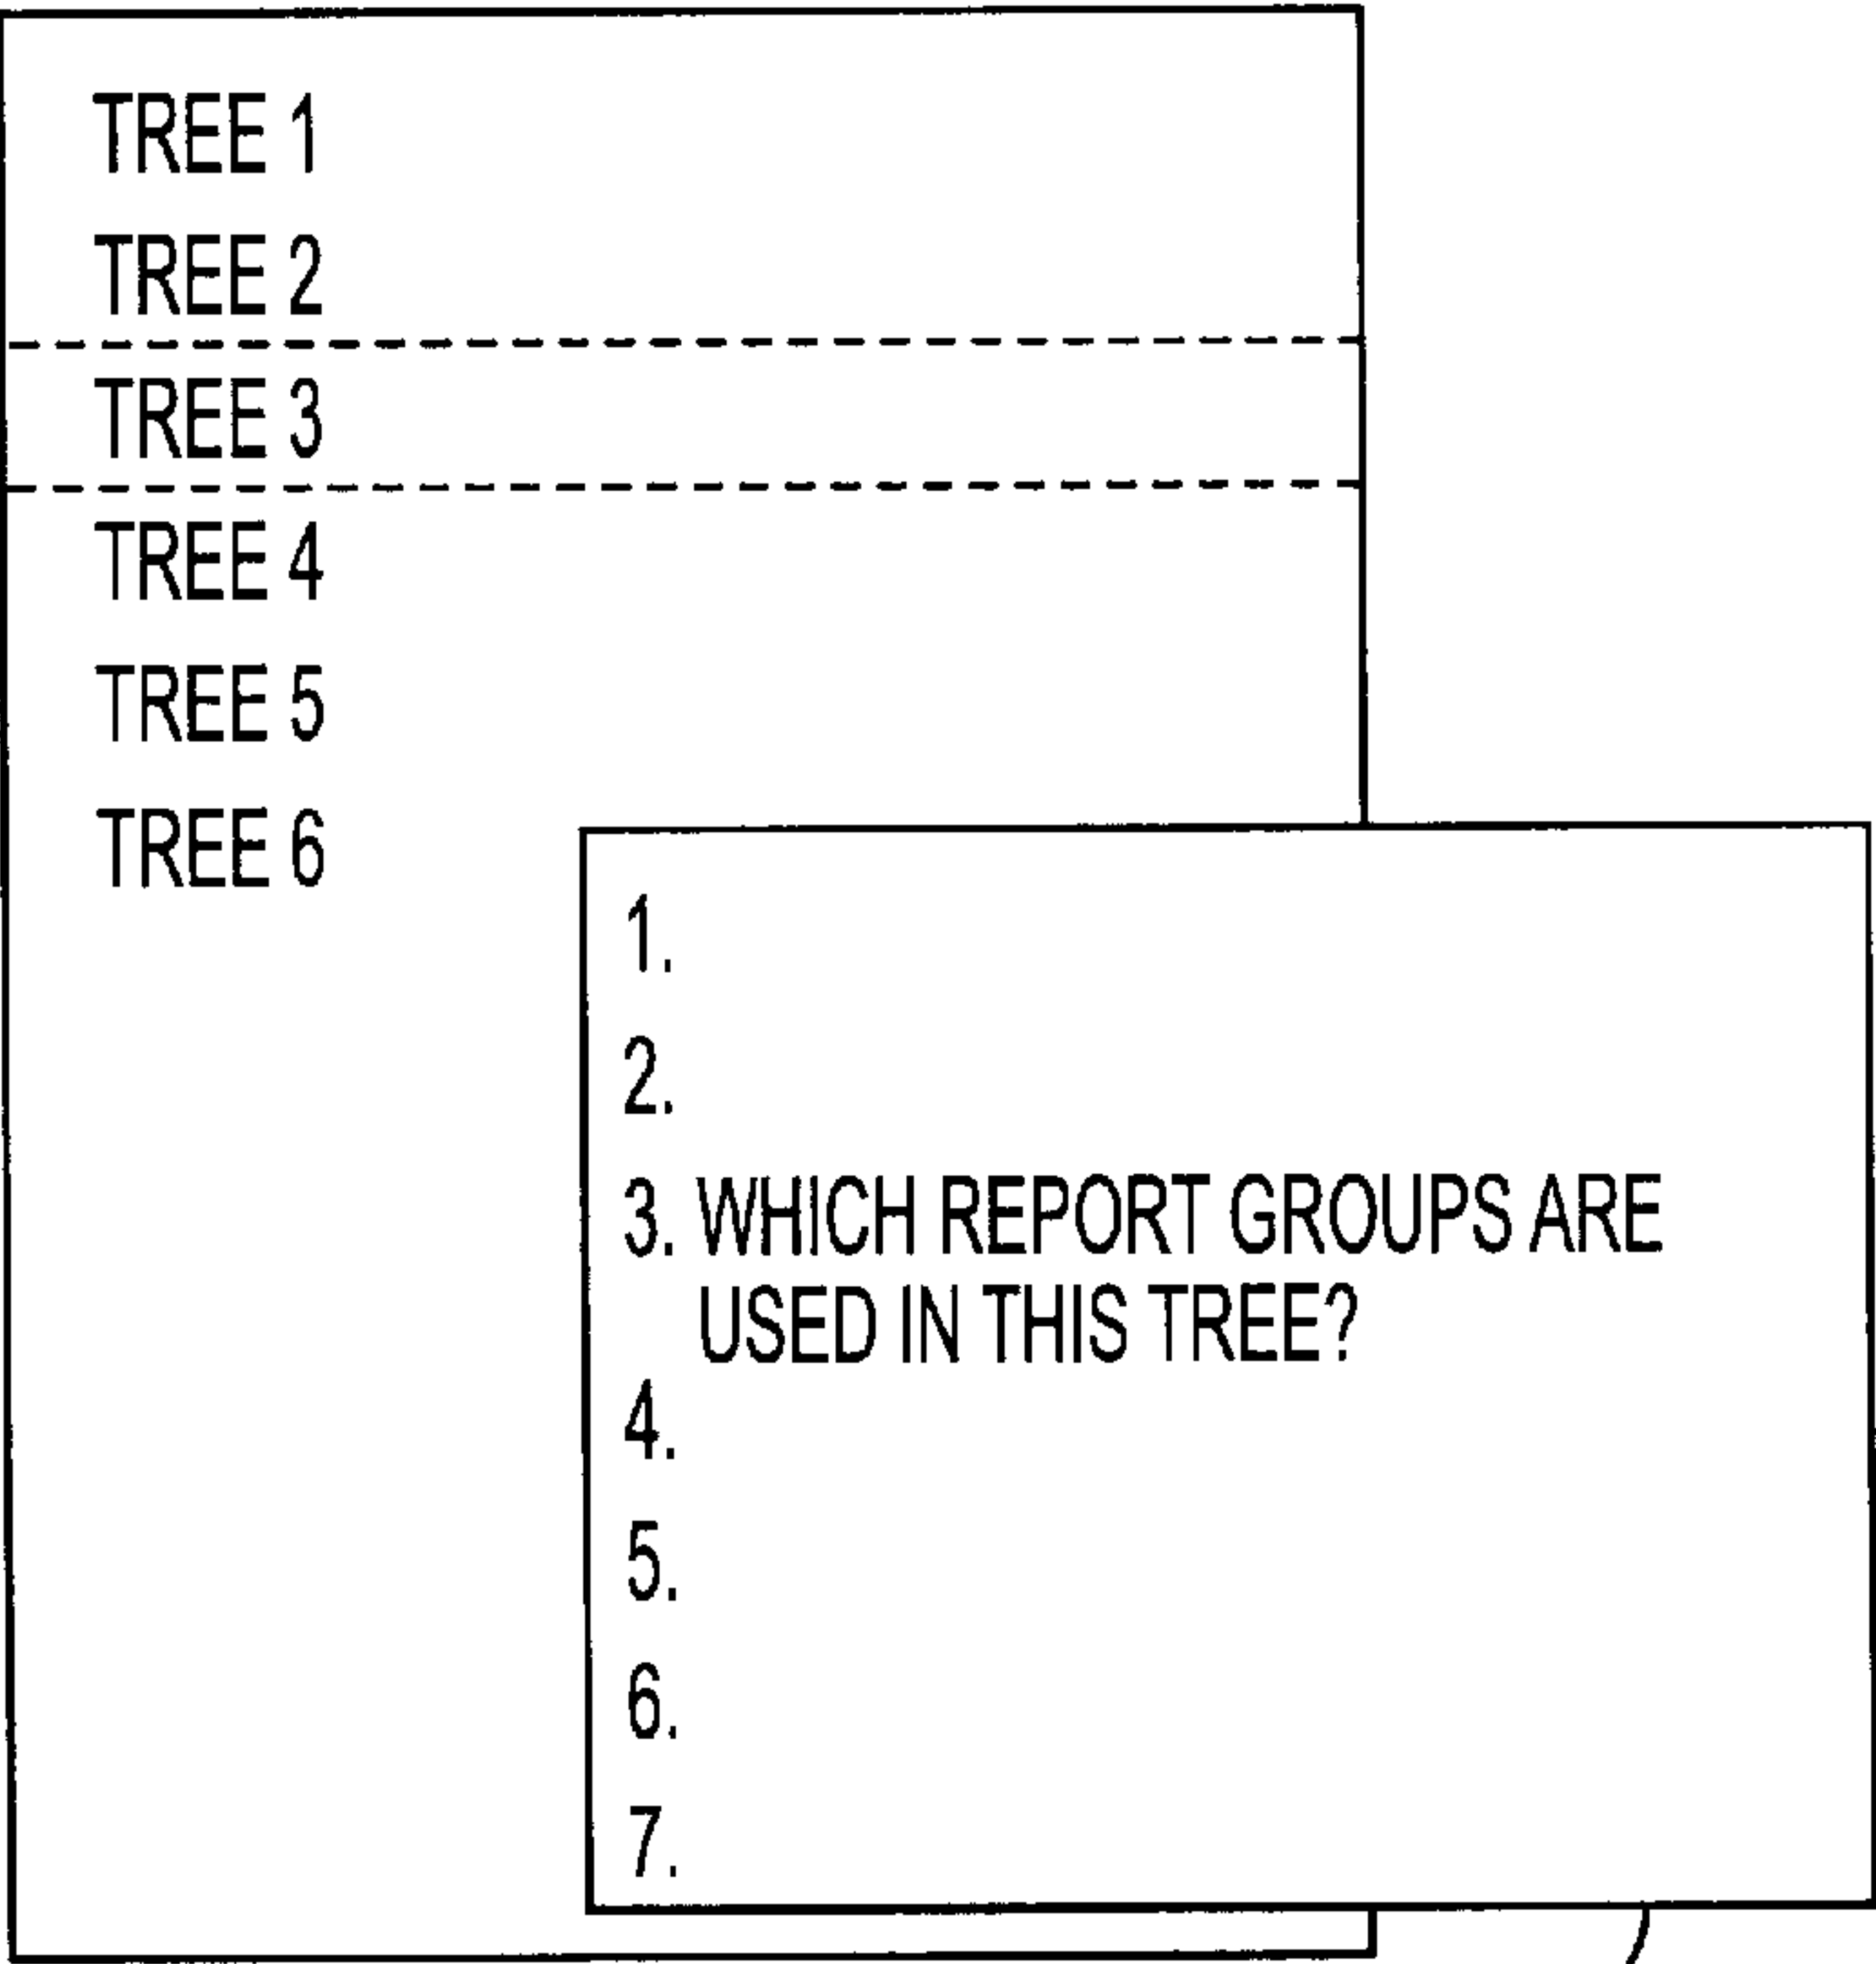 TREE 1
TREE 2
TREE 3
TREE 4
TREE 5
TREE 6
1.
2.
3. WHICH REPORT GROUPS ARE
USED IN THIS TREE?
4.
5.
6.
7.